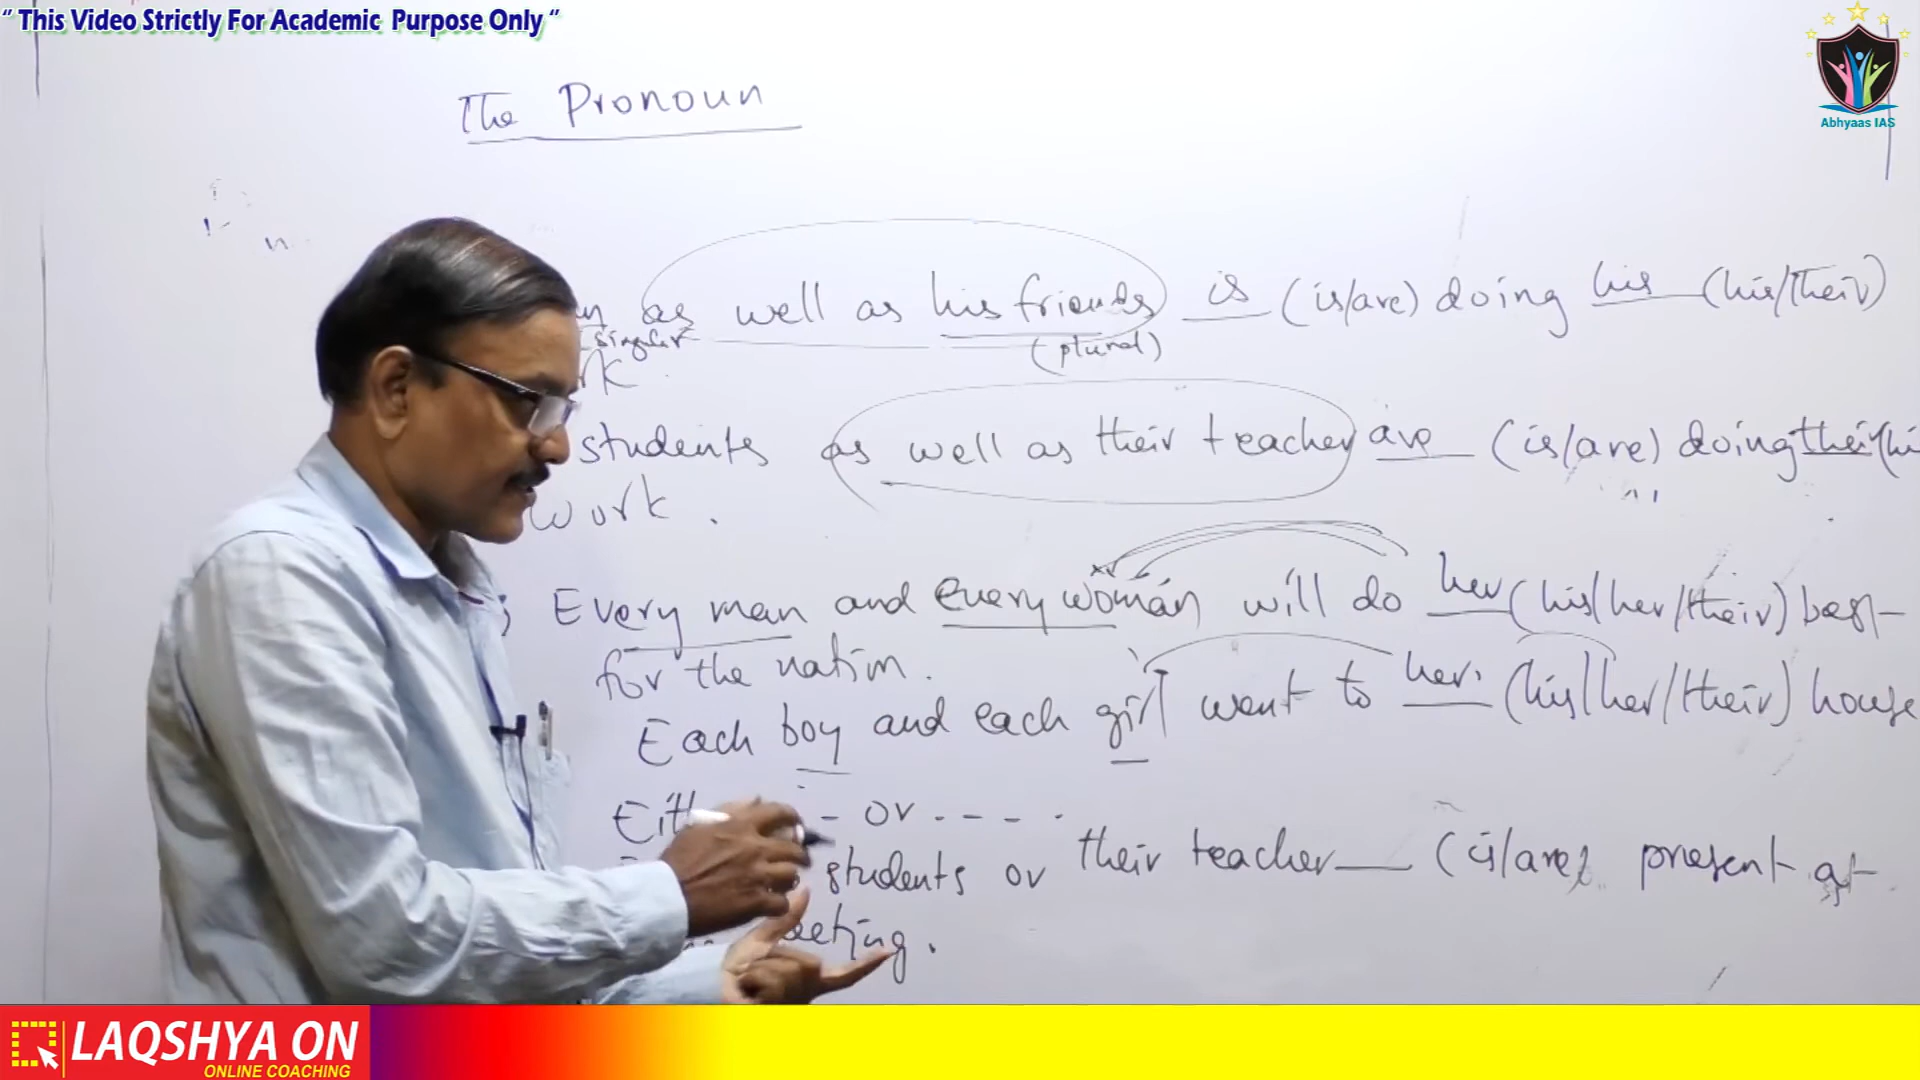 “ This Video Strictly For Academic Purpose Only “
Abhyaas IAS
The Pronoun
as well as his friends is (is/are) doing his (his/their)
(singular
(plural)
students as well as their teacher are (is/are) doing their
work.
Every man and every woman will do her (his/her/their) best
for the nation.
Each boy and each girl went to her. (his/her/their) house
or ----.
students or their teacher (is/are) present at
LAQSHYA ON
ONLINE COACHING